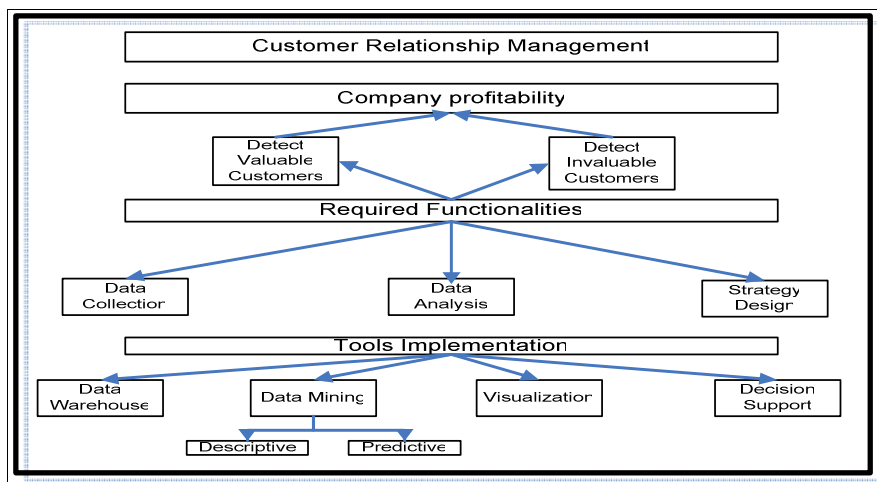 Customer Relationship Management
Company profitability
Detect
Valuable
Customers
Detect
Invaluable
Customers
Required Functionalities
Data
Collection
Data
Analysis
Strategy
Design
Tools Implementation
Data
Warehouse
Data Mining
Visualization
Decision
Support
Descriptive
Predictive